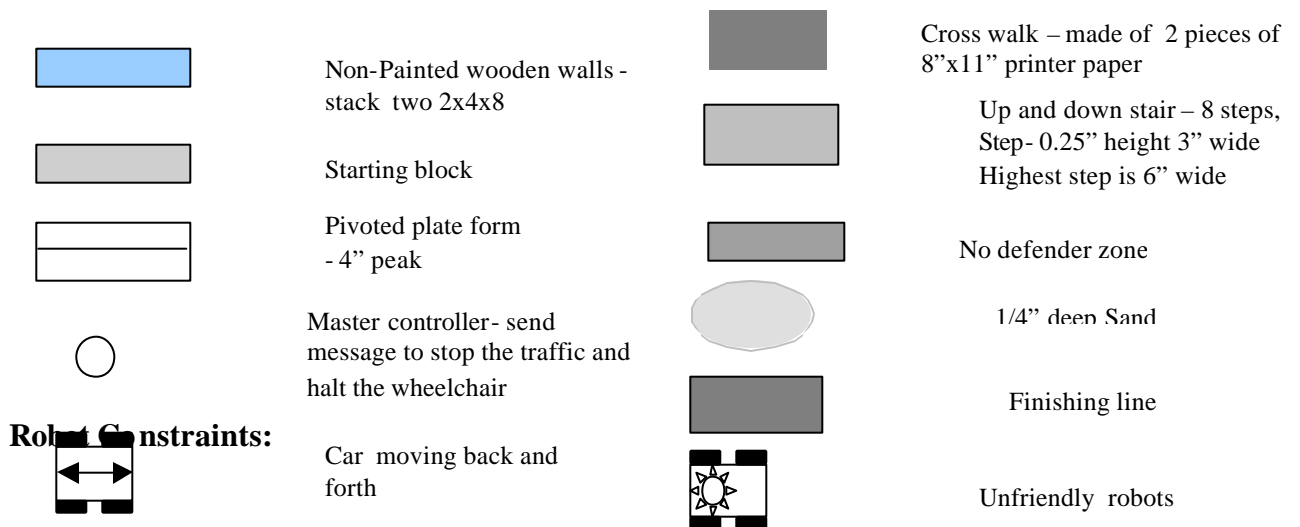 Non-Painted wooden walls -
stack two 2x4x8
Starting block
Pivoted plate form
- 4” peak
Master controller- send
message to stop the traffic and
halt the wheelchair
Robot Constraints:
Car moving back and
forth
Cross walk – made of 2 pieces of
8”x11” printer paper
Up and down stair – 8 steps,
Step- 0.25” height 3” wide
Highest step is 6” wide
No defender zone
1/4” deep Sand
Finishing line
Unfriendly robots